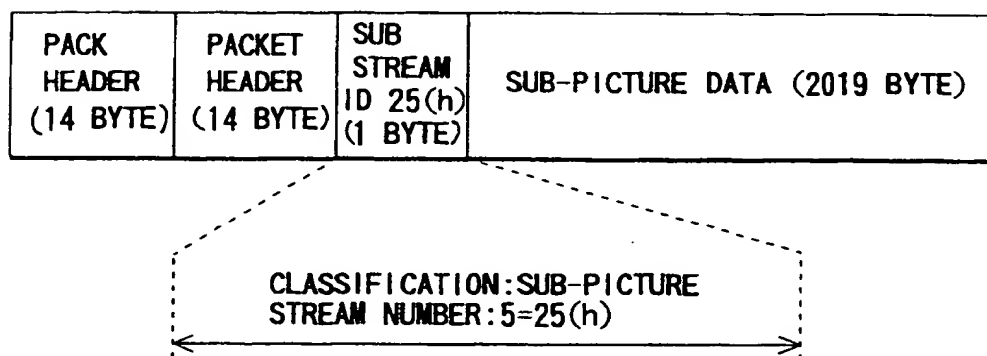 PACK
HEADER
(14 BYTE)
PACKET
HEADER
(14 BYTE)
SUB
STREAM
ID 25(h)
(1 BYTE)
SUB-PICTURE DATA (2019 BYTE)
CLASSIFICATION:SUB-PICTURE
STREAM NUMBER:5=25(h)